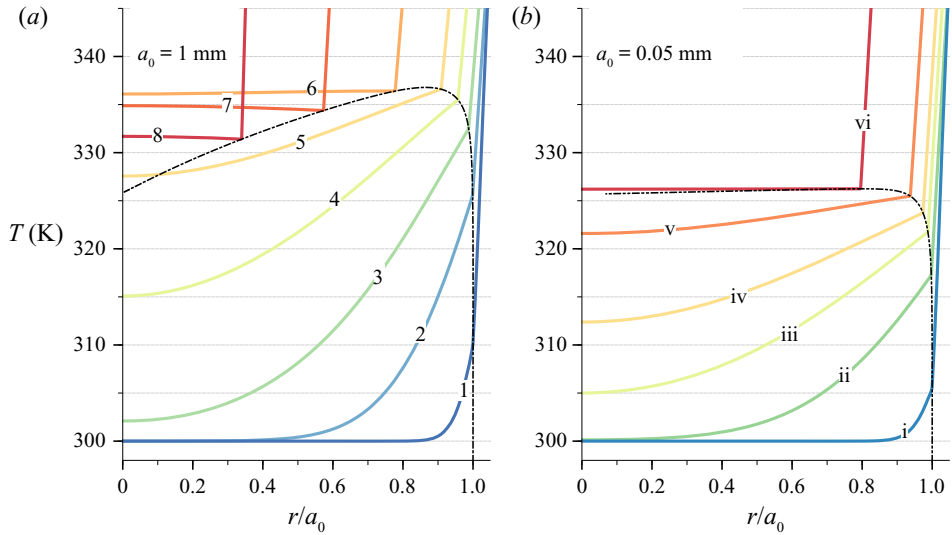 (a)
a₀ = 1 mm
T (K)
340
330
320
310
300
0
0.2
0.4
0.6
0.8
1.0
r/a₀
1
2
3
4
5
6
7
8
(b)
a₀ = 0.05 mm
340
330
320
310
300
0
0.2
0.4
0.6
0.8
1.0
r/a₀
i
ii
iii
iv
v
vi